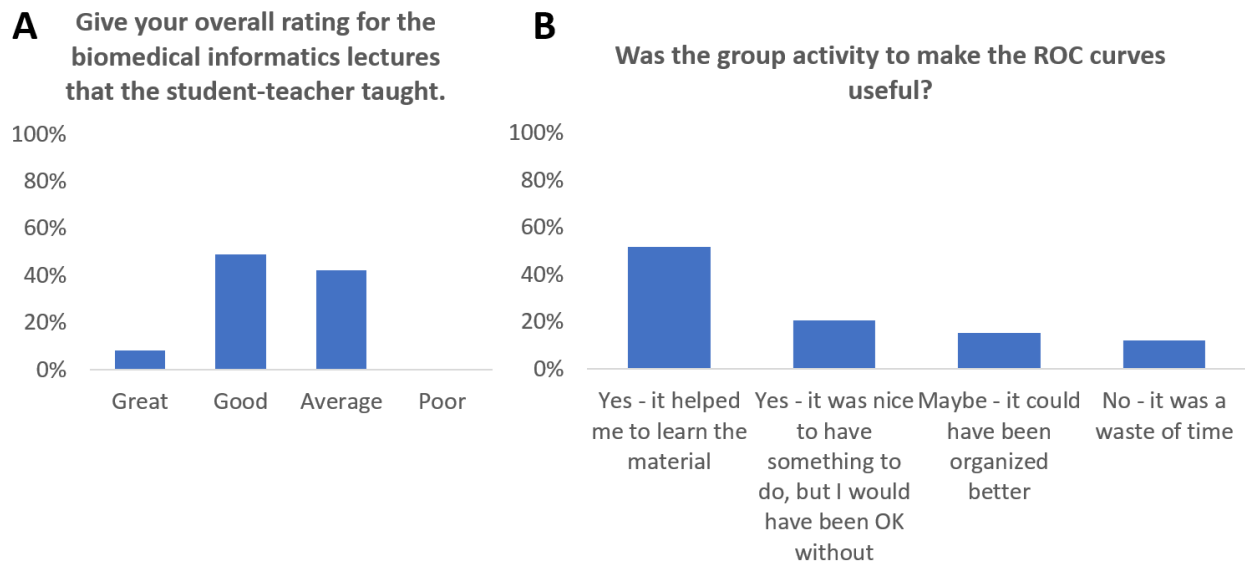 A
Give your overall rating for the
biomedical informatics lectures
that the student-teacher taught.
100%
80%
60%
40%
20%
0%
Great
Good
Average
Poor
B
Was the group activity to make the ROC curves
useful?
100%
80%
60%
40%
20%
0%
Yes - it helped
me to learn the
material
Yes - it was nice
to have
something to
do, but I would
have been OK
without
Maybe - it could
have been
organized
better
No - it was a
waste of time